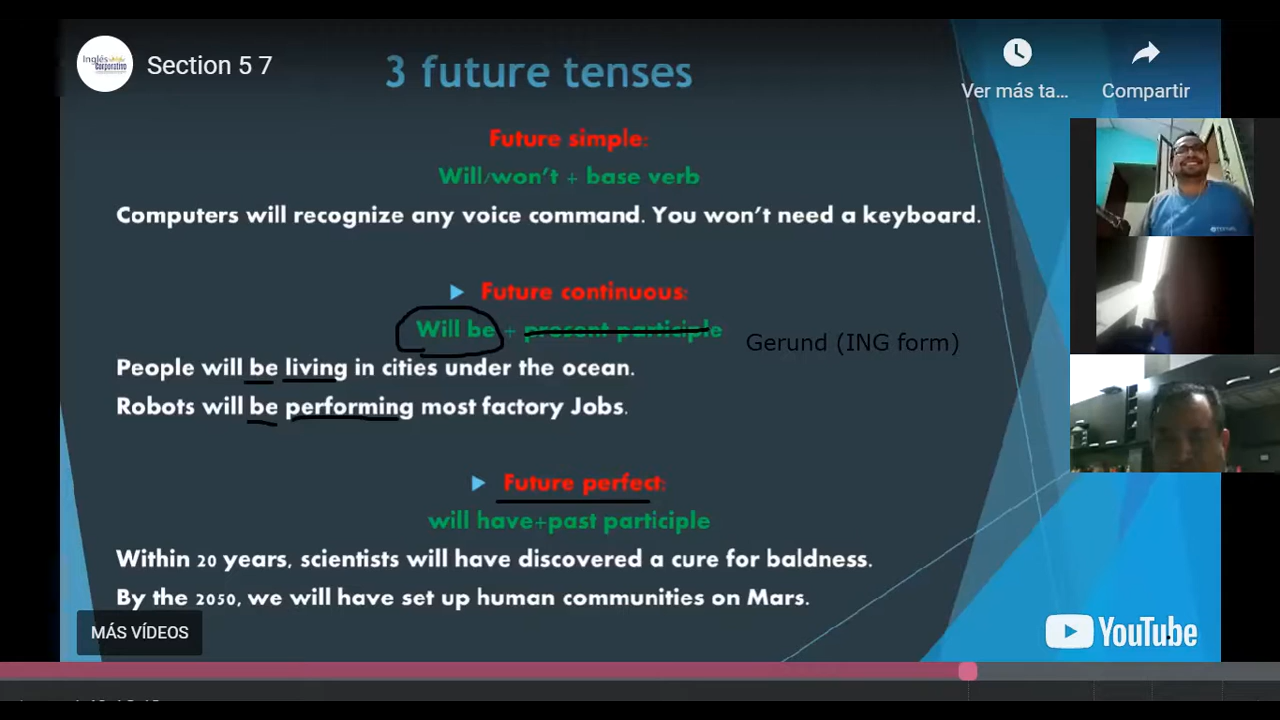 Inglés
corporativo
Section 5 7
3 future tenses
Ver más ta...
Compartir
Future simple:
Will/won't + base verb
Computers will recognize any voice command. You won't need a keyboard.
Future continuous:
Will be + present participle
Gerund (ING form)
People will be living in cities under the ocean.
Robots will be performing most factory Jobs.
Future perfect:
will have+past participle
Within 20 years, scientists will have discovered a cure for baldness.
By the 2050, we will have set up human communities on Mars.
MÁS VÍDEOS
YouTube